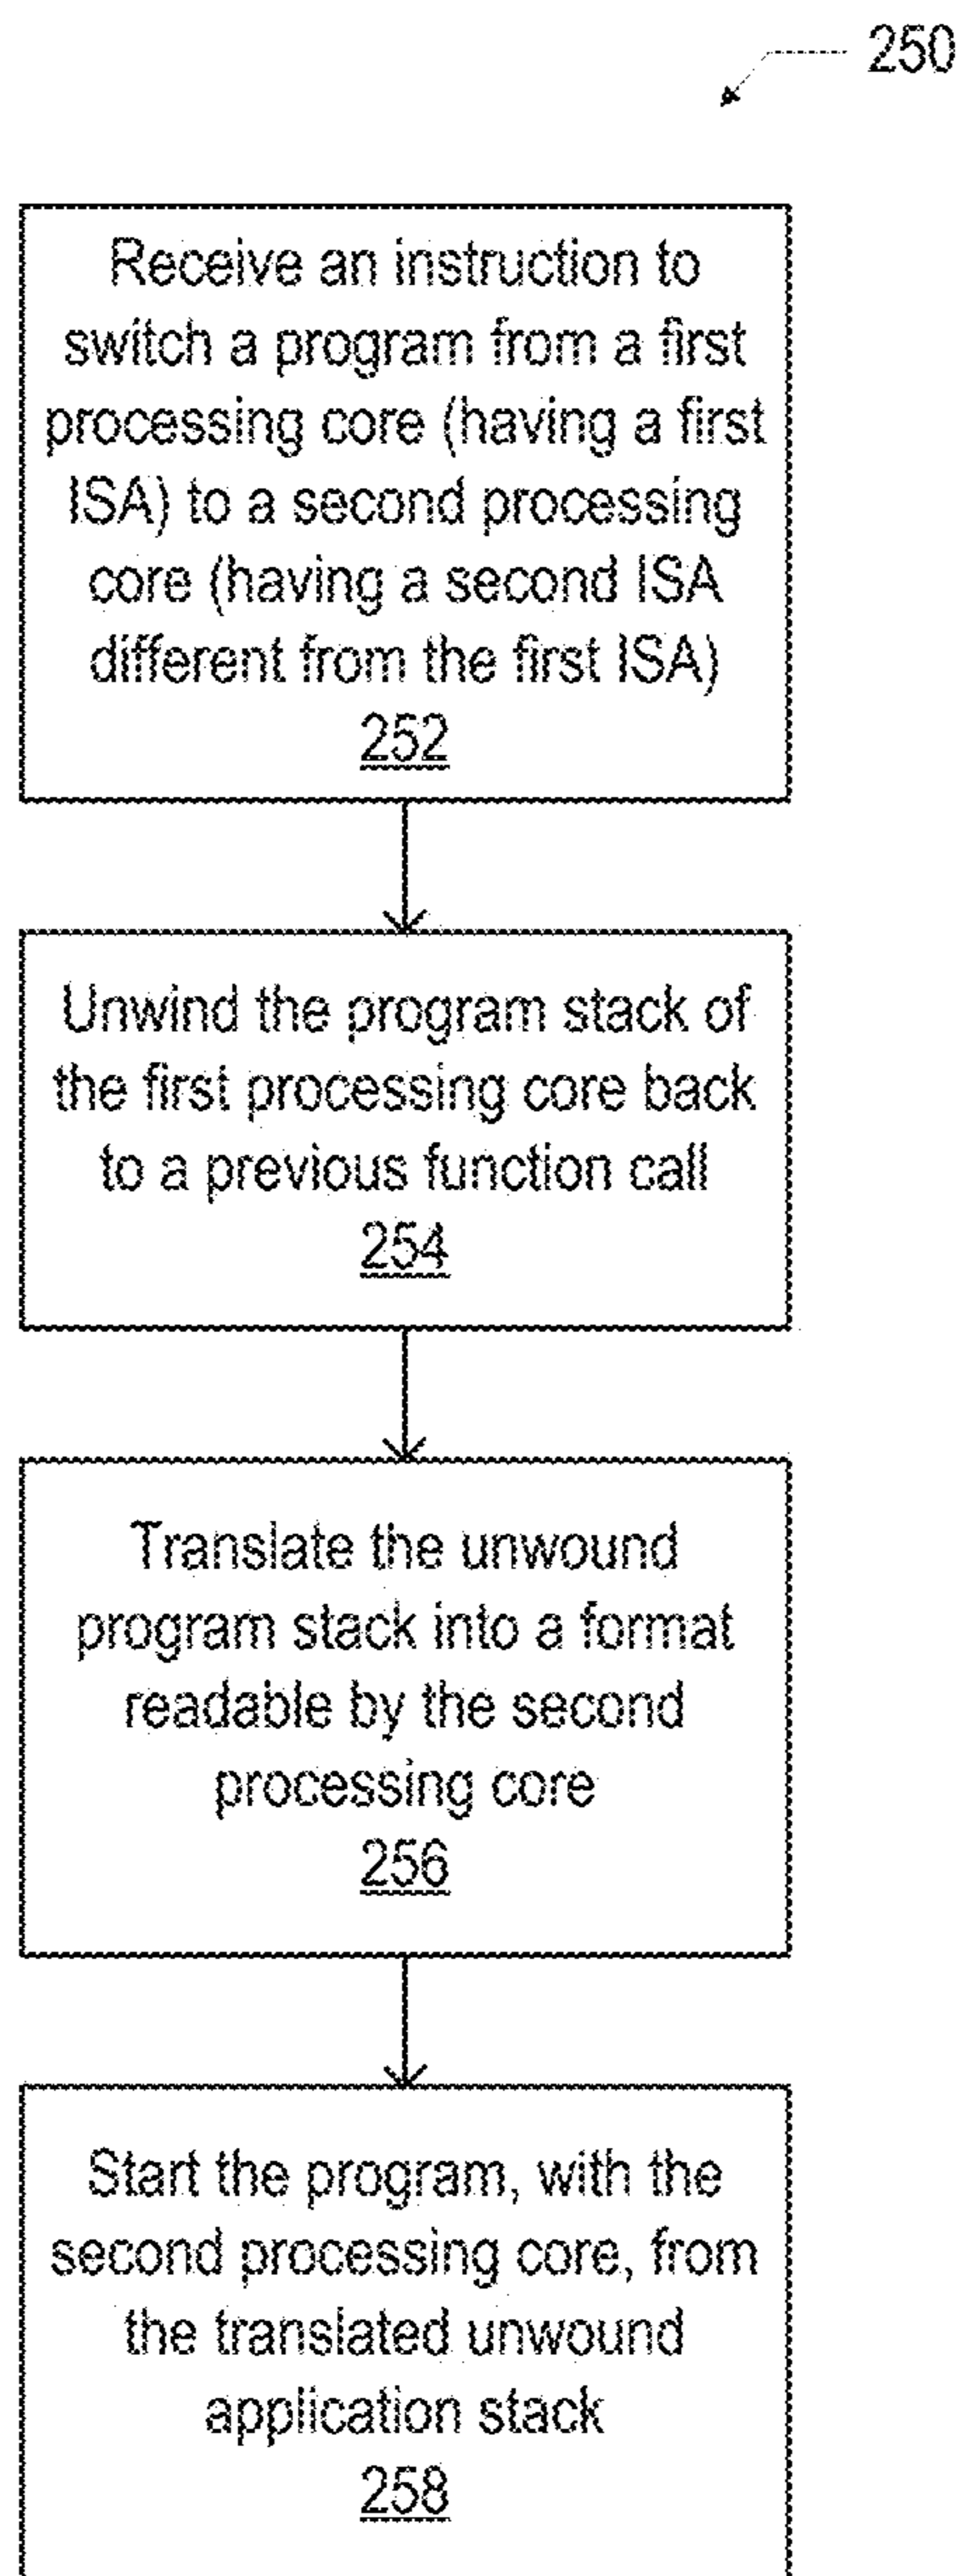 250
Receive an instruction to
switch a program from a first
processing core (having a first
ISA) to a second processing
core (having a second ISA
different from the first ISA)
252
Unwind the program stack of
the first processing core back
to a previous function call
254
Translate the unwound
program stack into a format
readable by the second
processing core
256
Start the program, with the
second processing core, from
the translated unwound
application stack
258